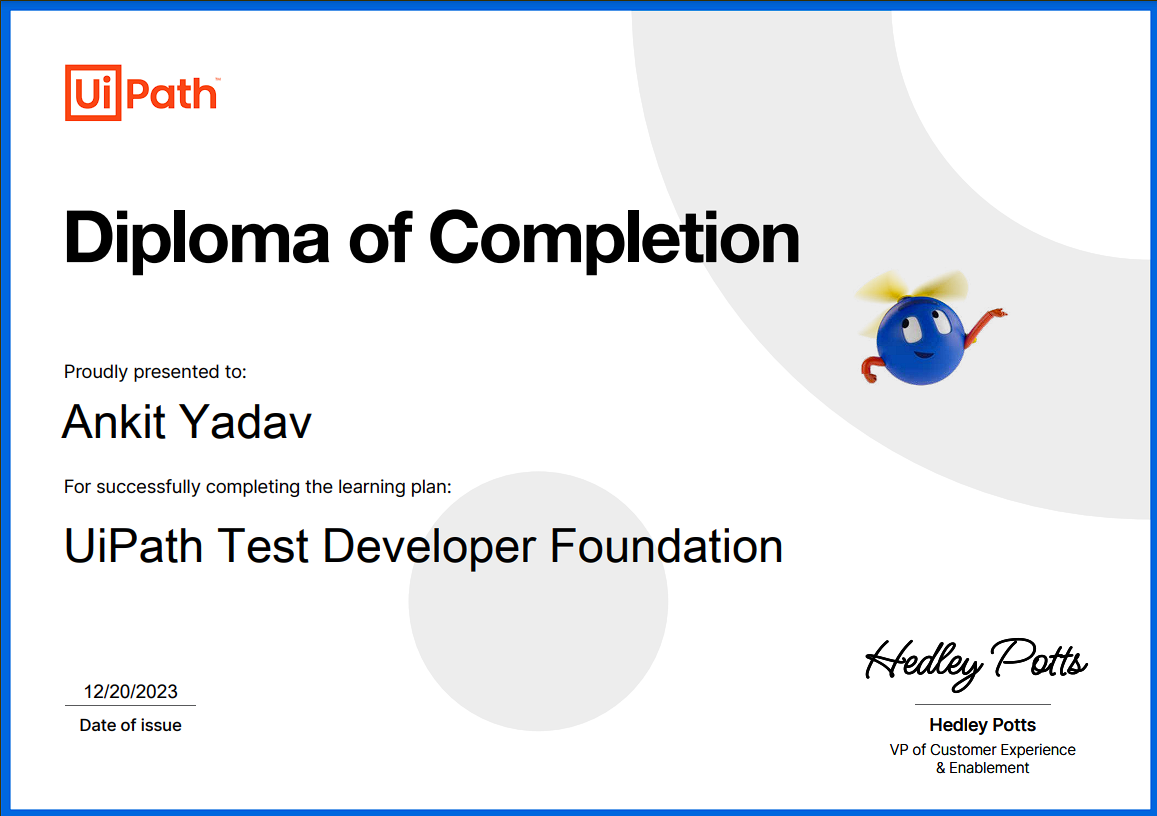 UiPath™
Diploma of Completion
Proudly presented to:
Ankit Yadav
For successfully completing the learning plan:
UiPath Test Developer Foundation
12/20/2023
Date of issue
Hedley Potts
Hedley Potts
VP of Customer Experience
& Enablement